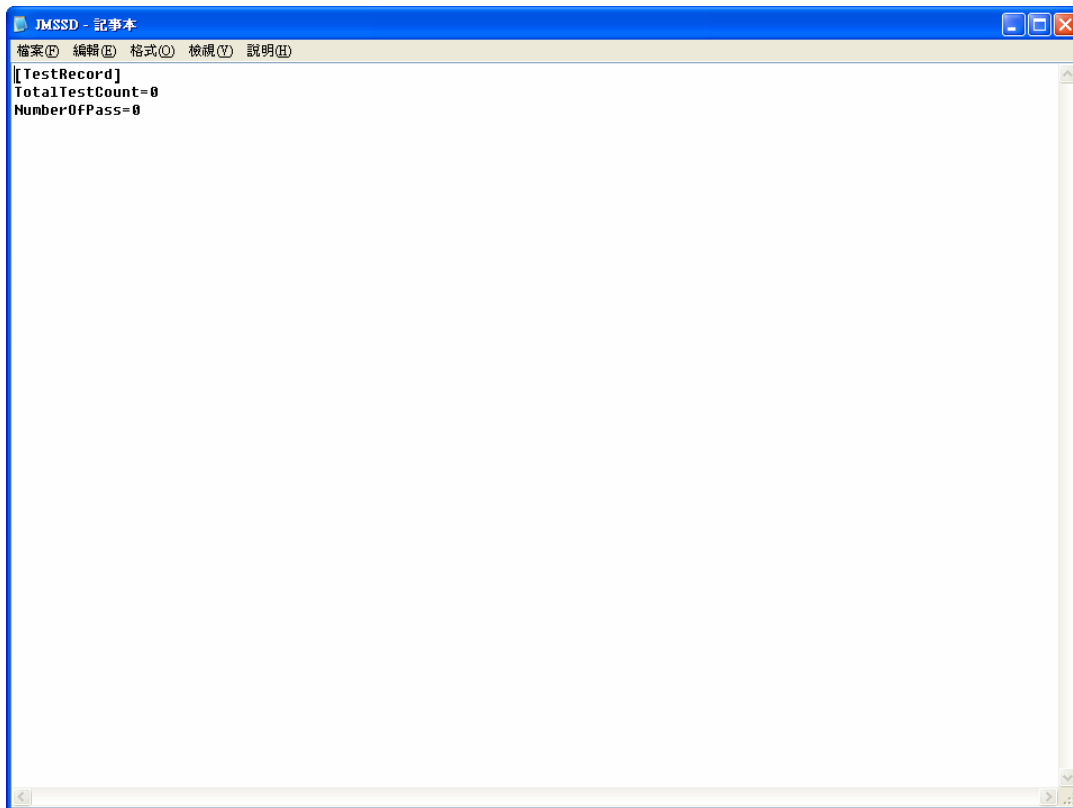 JMSSD - 記事本
檔案(F) 編輯(E) 格式(O) 檢視(V) 說明(H)
[TestRecord]
TotalTestCount=0
NumberOfPass=0